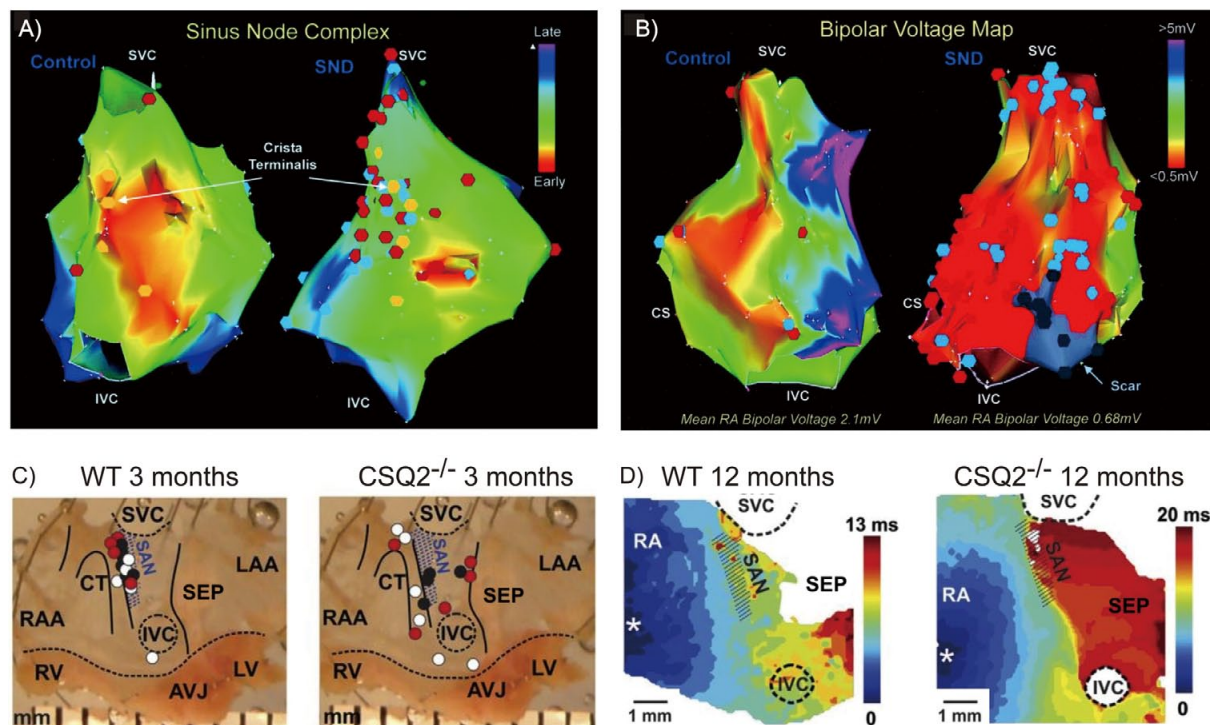 A)
Sinus Node Complex
Control
SVC
SND
SVC
Late
Early
Crista
Terminalis
IVC
IVC
B)
Bipolar Voltage Map
Control
SVC
SND
>5mV
<0.5mV
CS
CS
IVC
IVC
Scar
Mean RA Bipolar Voltage 2.1mV
Mean RA Bipolar Voltage 0.68mV
C)
WT 3 months
CSQ2-/- 3 months
SVC
SAN
CT
LAA
SEP
RAA
IVC
RV
LV
AVJ
mm
SVC
SAN
CT
LAA
SEP
RAA
IVC
RV
LV
AVJ
mm
D)
WT 12 months
CSQ2-/- 12 months
SVC
13 ms
RA
SAN
SEP
*
IVC
1 mm
0
SVC
20 ms
RA
SAN
SEP
*
IVC
1 mm
0